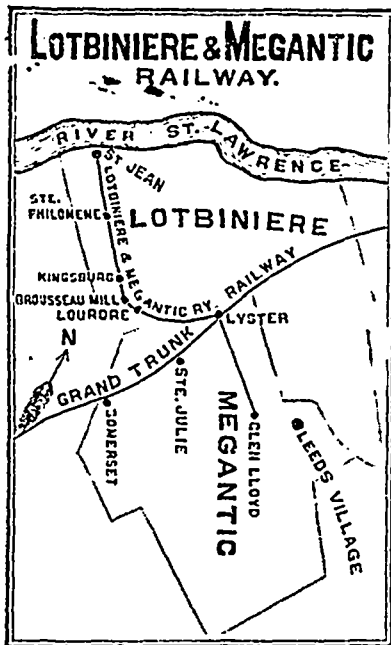 LOTBINIERE & MEGANTIC
RAILWAY.
RIVER ST. LAWRENCE
ST JEAN
LOTBINIERE & MEGANTIC RY.
STE.
PHILOMENE
LOTBINIERE
KINGSBURG
BROUSSEAU MILL
LOURDRE
LYSTER
N
GRAND TRUNK RAILWAY
SOMERSET
STE. JULIE
MEGANTIC
GLEN LLOYD
LEEDS VILLAGE